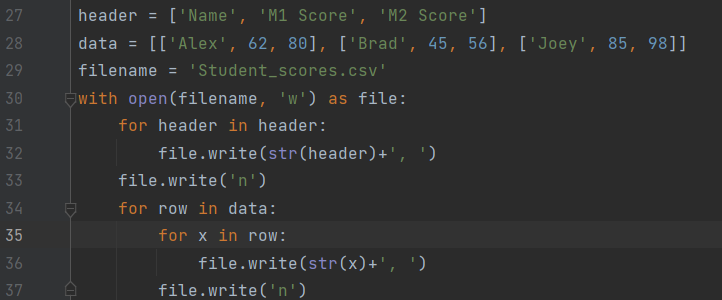 27 header = ['Name', 'M1 Score', 'M2 Score']
28 data = [['Alex', 62, 80], ['Brad', 45, 56], ['Joey', 85, 98]]
29 filename = 'Student_scores.csv'
30 with open(filename, 'w') as file:
31     for header in header:
32         file.write(str(header)+', ')
33     file.write('n')
34     for row in data:
35         for x in row:
36             file.write(str(x)+', ')
37         file.write('n')